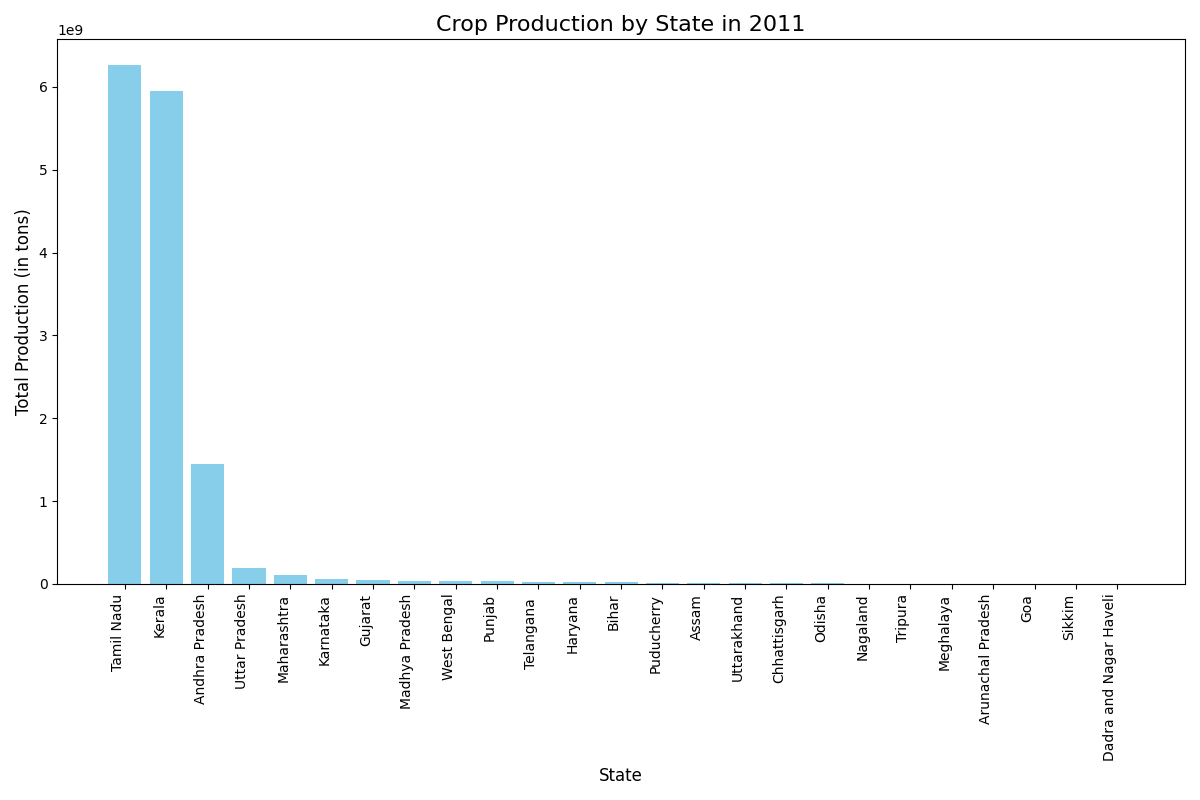 Crop Production by State in 2011
1e9
6
5
4
3
2
1
0
Total Production (in tons)
Tamil Nadu
Kerala
Andhra Pradesh
Uttar Pradesh
Maharashtra
Karnataka
Gujarat
Madhya Pradesh
West Bengal
Punjab
Telangana
Haryana
Bihar
Puducherry
Assam
Uttarakhand
Chhattisgarh
Odisha
Nagaland
Tripura
Meghalaya
Arunachal Pradesh
Goa
Sikkim
Dadra and Nagar Haveli
State